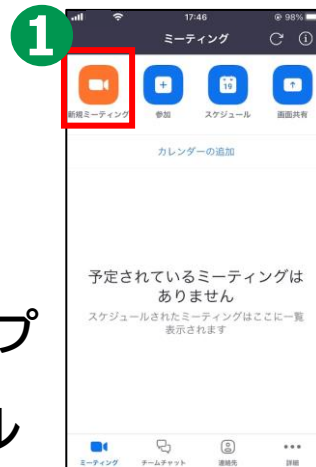 1
17:46
98%
ミーティング
19
新規ミーティング 参加 スケジュール 画面共有
カレンダーの追加
予定されているミーティングは
ありません
スケジュールされたミーティングはここに一覧
表示されます
プ
ル
ミーティング チームチャット 連絡先 詳細